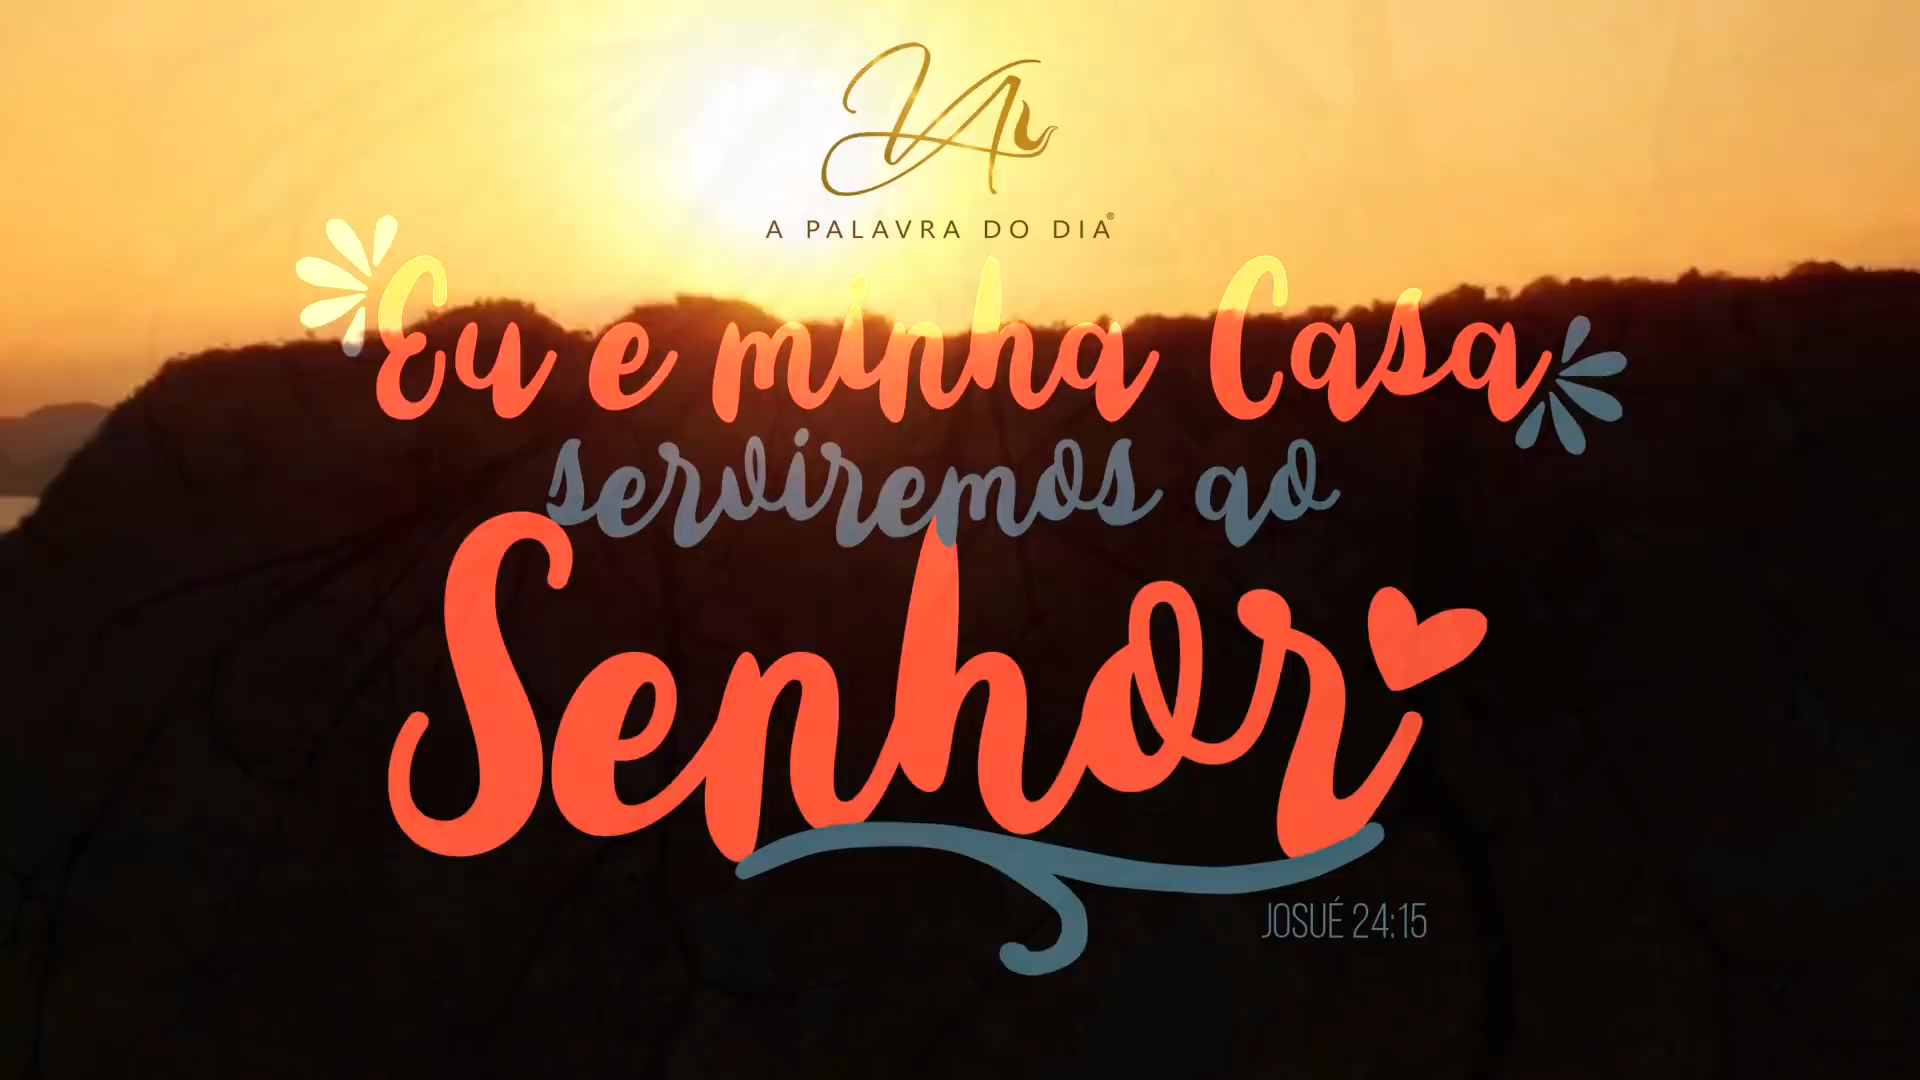 A PALAVRA DO DIA®
Eu e minha Casa
serviremos ao
Senhor
JOSUÉ 24:15